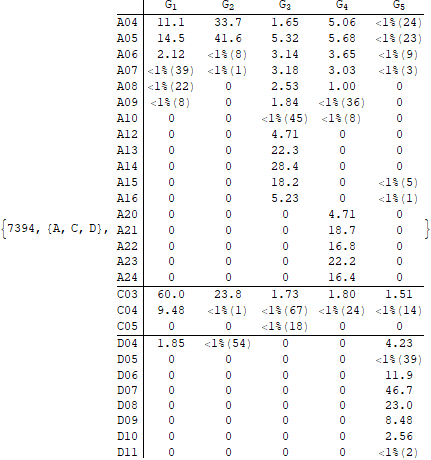 G1 G2 G3 G4 G5
A04 11.1 33.7 1.65 5.06 <1%(24)
A05 14.5 41.6 5.32 5.68 <1%(23)
A06 2.12 <1%(8) 3.14 3.65 <1%(9)
A07 <1%(39) <1%(1) 3.18 3.03 <1%(3)
A08 <1%(22) 0 2.53 1.00 0
A09 <1%(8) 0 1.84 <1%(36) 0
A10 0 0 <1%(45) <1%(8) 0
A12 0 0 4.71 0 0
A13 0 0 22.3 0 0
A14 0 0 28.4 0 0
A15 0 0 18.2 0 <1%(5)
A16 0 0 5.23 0 <1%(1)
A20 0 0 0 4.71 0
{7394, {A, C, D}, A21 0 0 0 18.7 0 }
A22 0 0 0 16.8 0
A23 0 0 0 22.2 0
A24 0 0 0 16.4 0
C03 60.0 23.8 1.73 1.80 1.51
C04 9.48 <1%(1) <1%(67) <1%(24) <1%(14)
C05 0 0 <1%(18) 0 0
D04 1.85 <1%(54) 0 0 4.23
D05 0 0 0 0 <1%(39)
D06 0 0 0 0 11.9
D07 0 0 0 0 46.7
D08 0 0 0 0 23.0
D09 0 0 0 0 8.48
D10 0 0 0 0 2.56
D11 0 0 0 0 <1%(2)